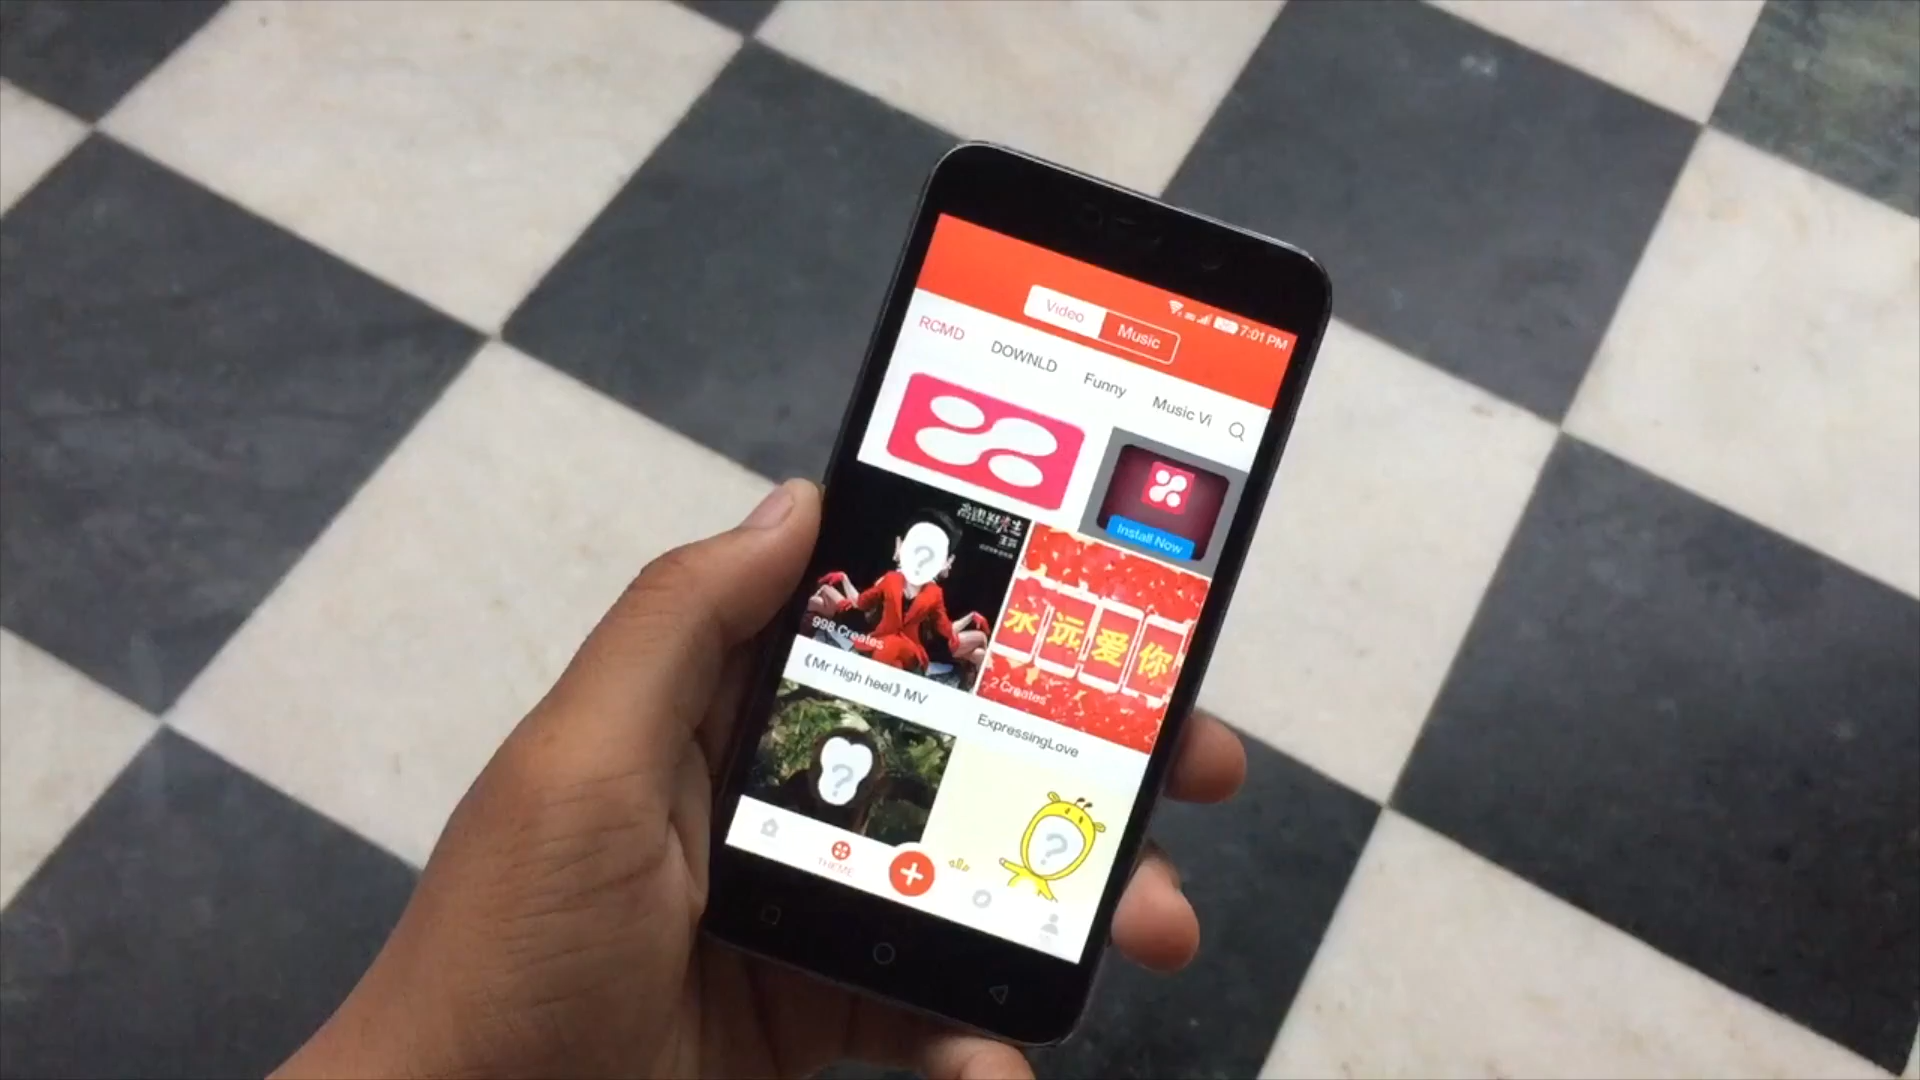 7:01 PM
Video
Music
RCMD
DOWNLD
Funny
Music Vi
Install Now
?
998 Creates
永远爱你
2 Creates
《Mr High heel》MV
ExpressingLove
?
?
THEME